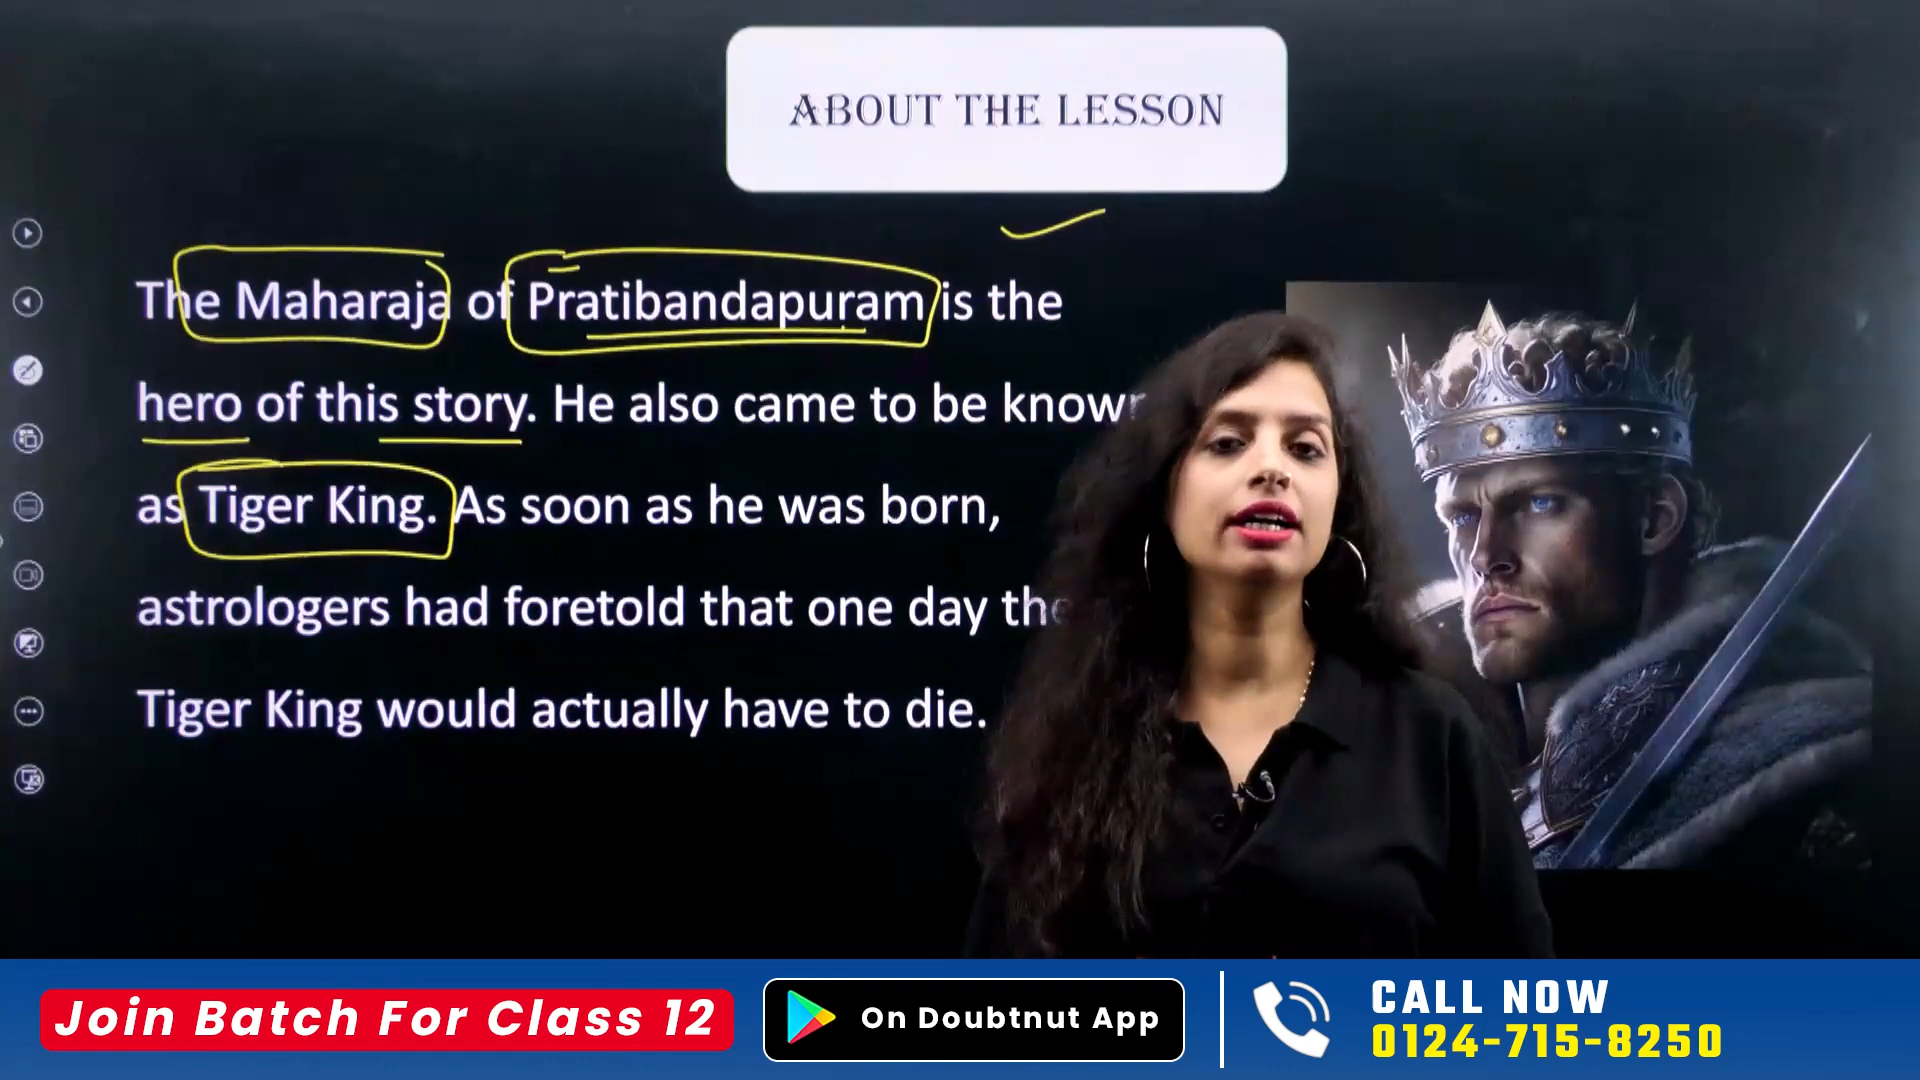 ABOUT THE LESSON
The Maharaja of Pratibandapuram is the
hero of this story. He also came to be
as Tiger King. As soon as he was born,
astrologers had foretold that one day
Tiger King would actually have to die.
Join Batch For Class 12
On Doubtnut App
CALL NOW
0124-715-8250